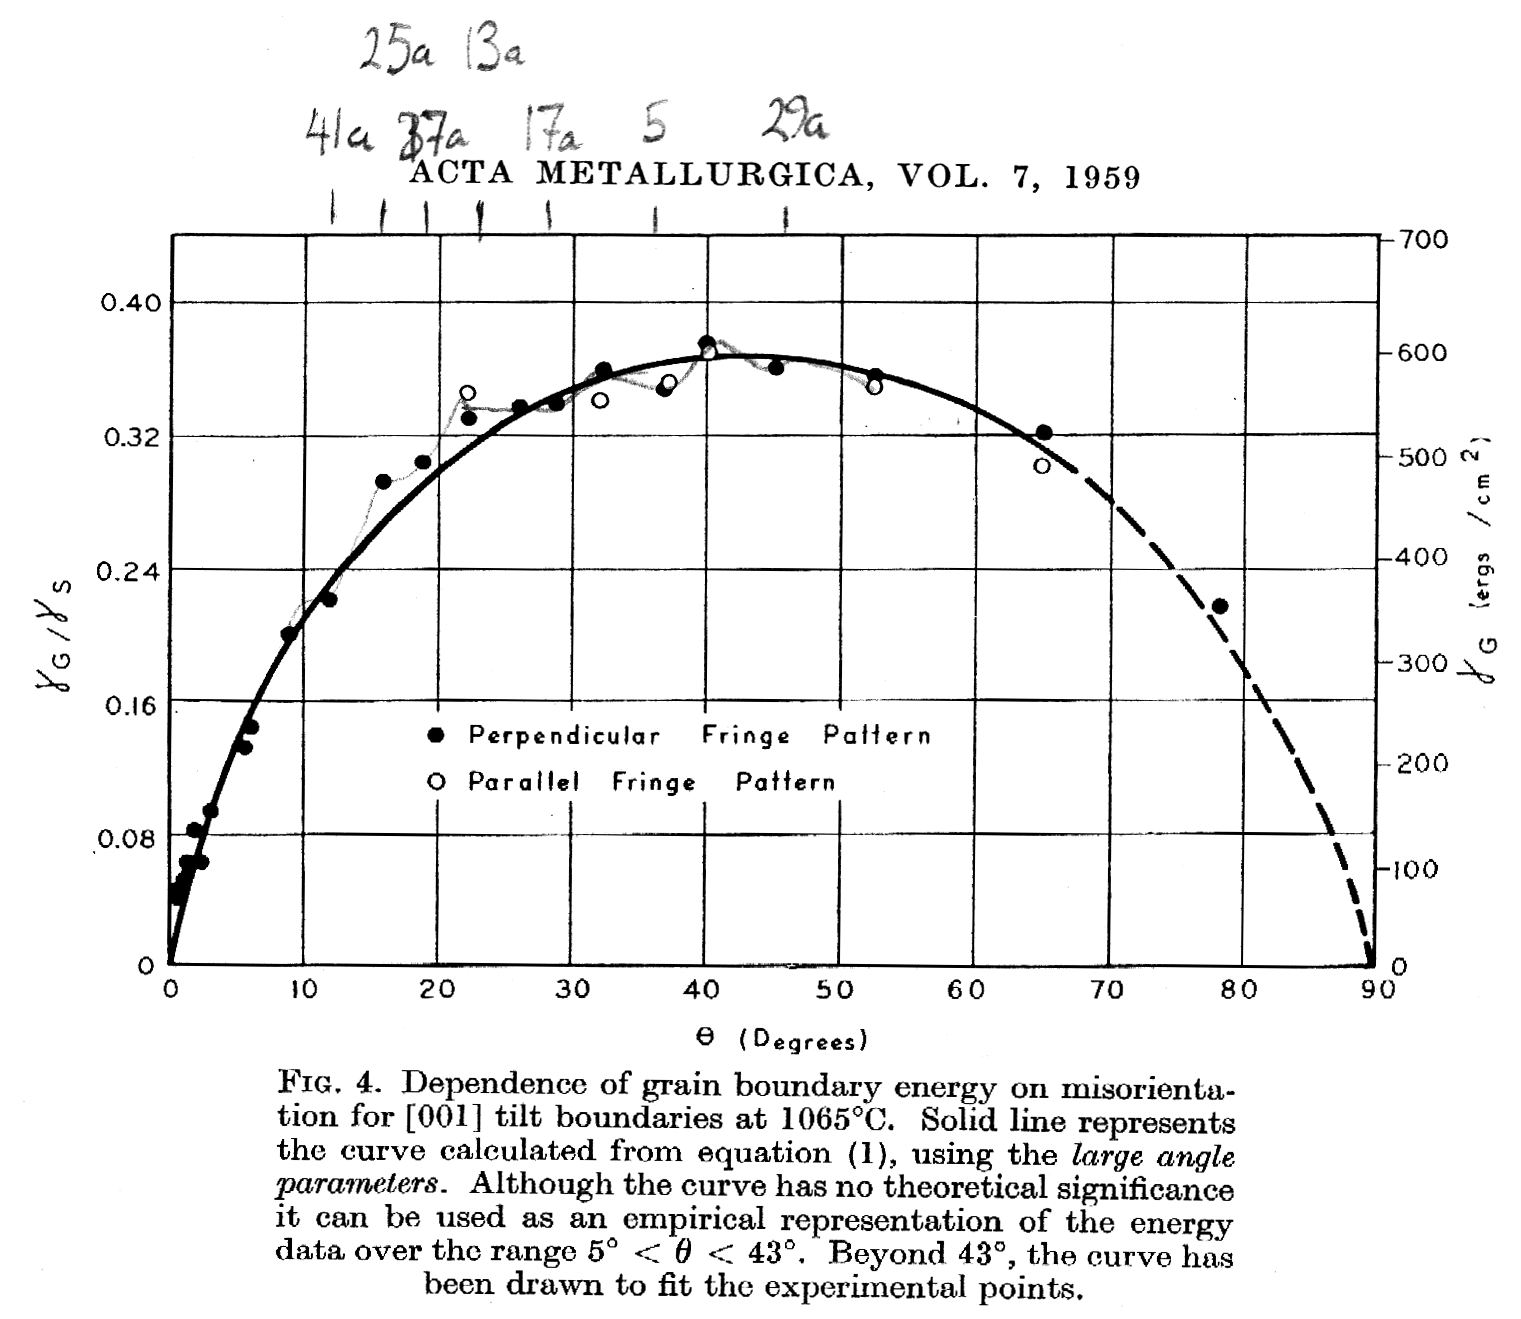 25a 13a
41a 37a 17a 5 29a
ACTA METALLURGICA, VOL. 7, 1959
700
0.40
600
0.32
500
0.24
400
0.16
300
0.08
200
100
0
0
γG/γS
γG (ergs/cm2)
Perpendicular Fringe Pattern
Parallel Fringe Pattern
0 10 20 30 40 50 60 70 80 90
Θ (Degrees)
FIG. 4. Dependence of grain boundary energy on misorienta-
tion for [001] tilt boundaries at 1065°C. Solid line represents
the curve calculated from equation (1), using the large angle
parameters. Although the curve has no theoretical significance
it can be used as an empirical representation of the energy
data over the range 5° < θ < 43°. Beyond 43°, the curve has
been drawn to fit the experimental points.